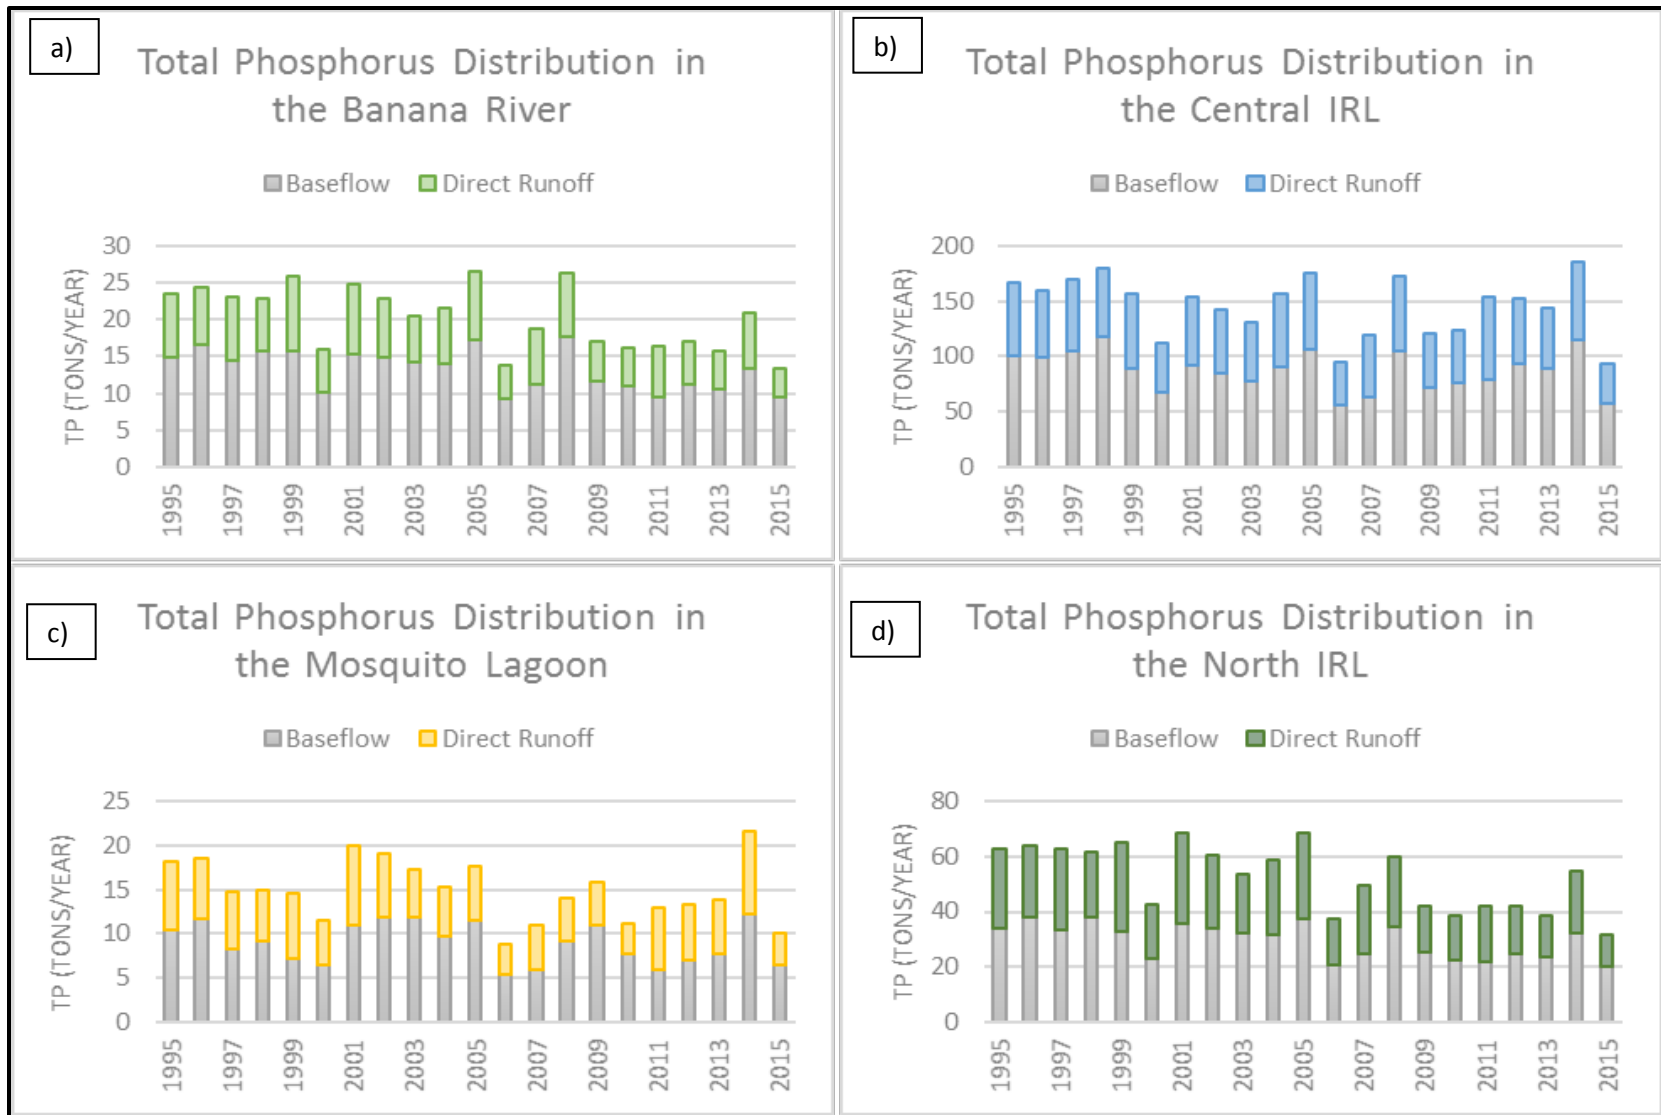 a)
Total Phosphorus Distribution in
the Banana River
Baseflow Direct Runoff
TP (TONS/YEAR)
30
25
20
15
10
5
0
1995 1997 1999 2001 2003 2005 2007 2009 2011 2013 2015
b)
Total Phosphorus Distribution in
the Central IRL
Baseflow Direct Runoff
TP (TONS/YEAR)
200
150
100
50
0
1995 1997 1999 2001 2003 2005 2007 2009 2011 2013 2015
c)
Total Phosphorus Distribution in
the Mosquito Lagoon
Baseflow Direct Runoff
TP (TONS/YEAR)
25
20
15
10
5
0
1995 1997 1999 2001 2003 2005 2007 2009 2011 2013 2015
d)
Total Phosphorus Distribution in
the North IRL
Baseflow Direct Runoff
TP (TONS/YEAR)
80
60
40
20
0
1995 1997 1999 2001 2003 2005 2007 2009 2011 2013 2015